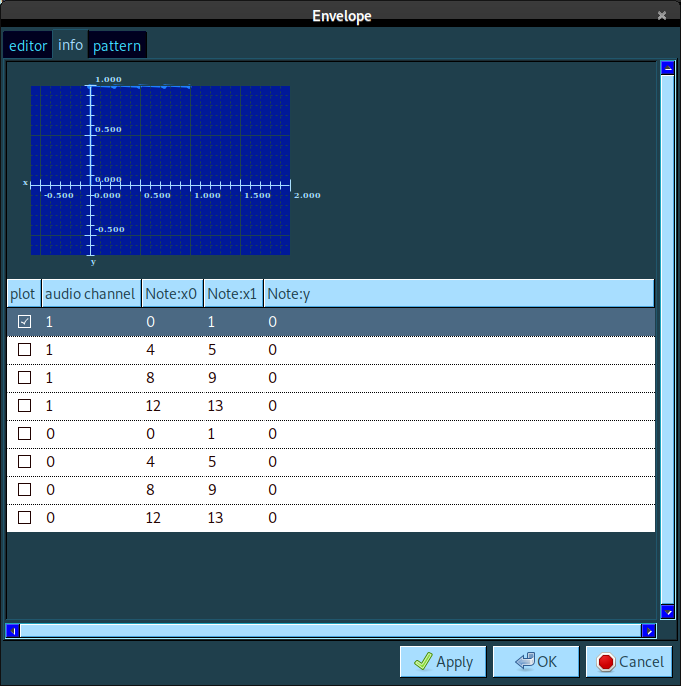 Envelope
editor info pattern
1.000
0.500
0.000
x
-0.500 -0.000 0.500 1.000 1.500 2.000
-0.500
y
plot audio channel Note:x0 Note:x1 Note:y
1 0 1 0
1 4 5 0
1 8 9 0
1 12 13 0
0 0 1 0
0 4 5 0
0 8 9 0
0 12 13 0
Apply OK Cancel